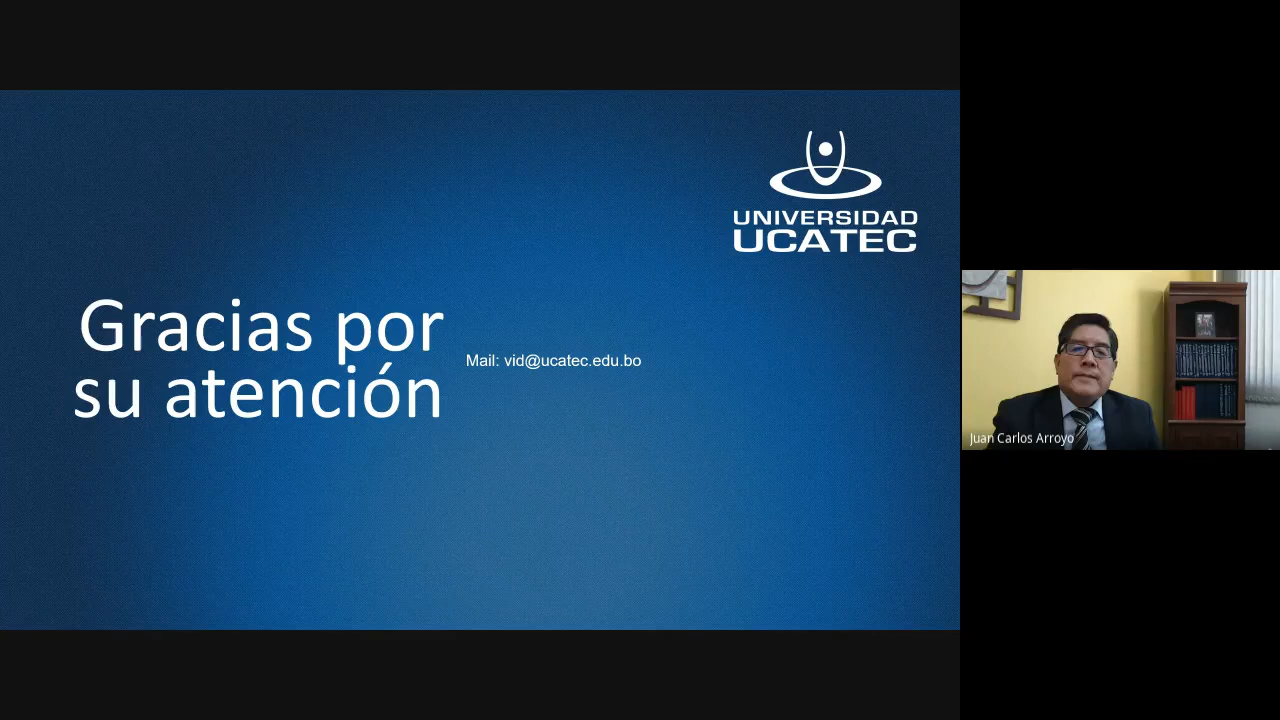 UNIVERSIDAD
UCATEC
Gracias por
su atención
Mail: vid@ucatec.edu.bo
Juan Carlos Arroyo